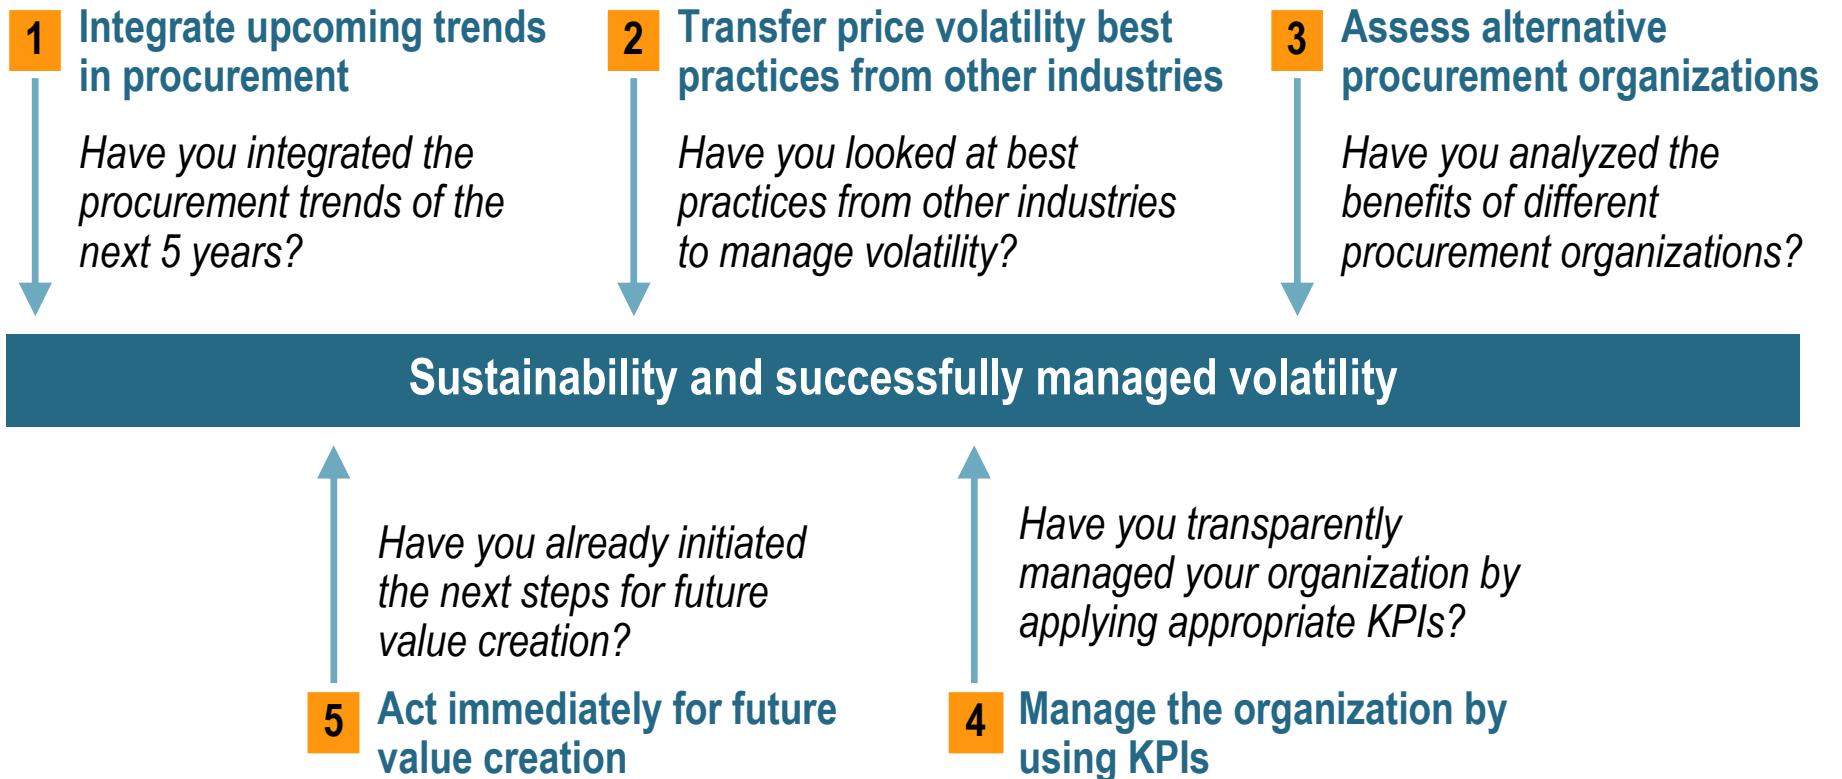 1
Integrate upcoming trends
in procurement
Have you integrated the
procurement trends of the
next 5 years?
2
Transfer price volatility best
practices from other industries
Have you looked at best
practices from other industries
to manage volatility?
3
Assess alternative
procurement organizations
Have you analyzed the
benefits of different
procurement organizations?
Sustainability and successfully managed volatility
Have you already initiated
the next steps for future
value creation?
5
Act immediately for future
value creation
Have you transparently
managed your organization by
applying appropriate KPIs?
4
Manage the organization by
using KPIs